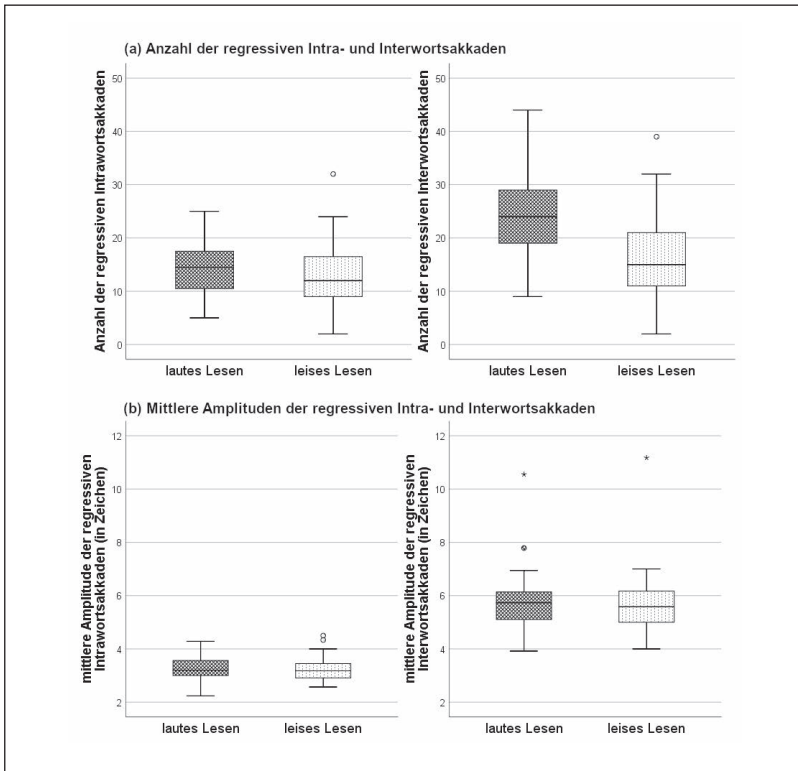 (a) Anzahl der regressiven Intra- und Interwortsakkaden
Anzahl der regressiven Intrawortsakkaden
50
40
30
20
10
0
lautes Lesen
leises Lesen
Anzahl der regressiven Interwortsakkaden
50
40
30
20
10
0
lautes Lesen
leises Lesen
(b) Mittlere Amplituden der regressiven Intra- und Interwortsakkaden
mittlere Amplitude der regressiven
Intrawortsakkaden (in Zeichen)
12
10
8
6
4
2
lautes Lesen
leises Lesen
mittlere Amplitude der regressiven
Interwortsakkaden (in Zeichen)
12
10
8
6
4
2
lautes Lesen
leises Lesen